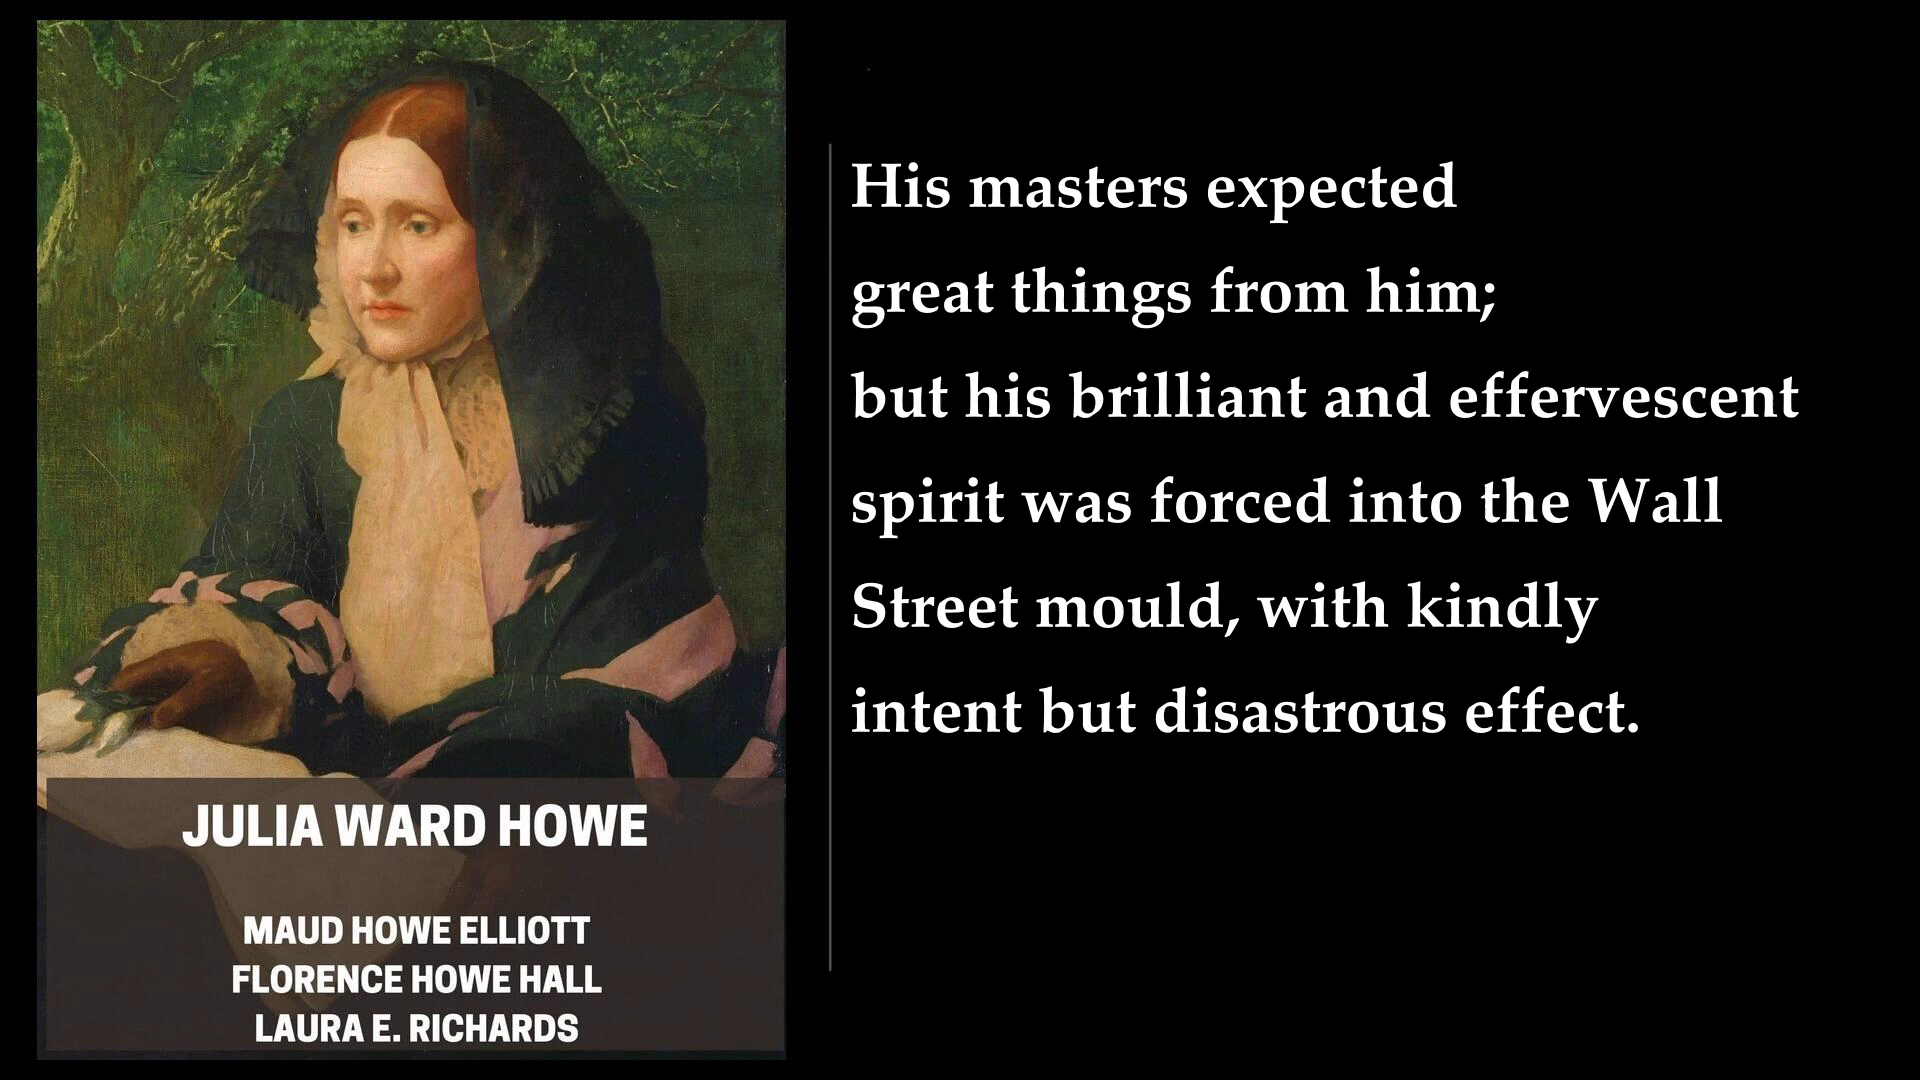 JULIA WARD HOWE
MAUD HOWE ELLIOTT
FLORENCE HOWE HALL
LAURA E. RICHARDS
His masters expected
great things from him;
but his brilliant and effervescent
spirit was forced into the Wall
Street mould, with kindly
intent but disastrous effect.